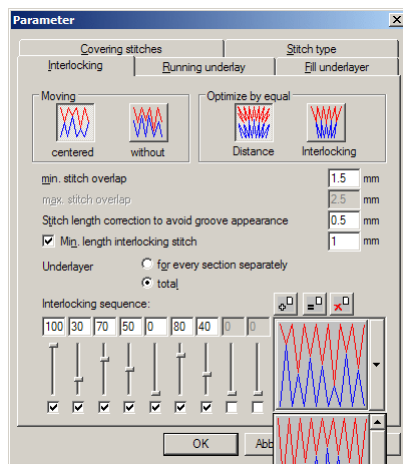 Parameter
Covering stitches Stitch type
Interlocking Running underlay Fill underlayer
Moving Optimize by equal
centered without Distance Interlocking
min. stitch overlap 1.5 mm
max. stitch overlap 2.5 mm
Stitch length correction to avoid groove appearance 0.5 mm
Min. length interlocking stitch 1 mm
Underlayer for every section separately
total
Interlocking sequence:
100 30 70 50 0 80 40 0 0
OK Abb